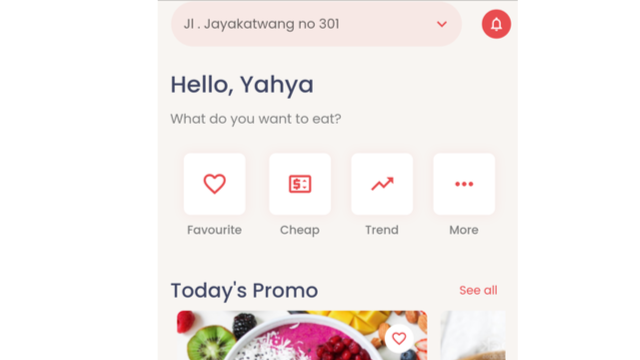 Jl . Jayakatwang no 301
Hello, Yahya
What do you want to eat?
Favourite
Cheap
Trend
More
Today's Promo
See all